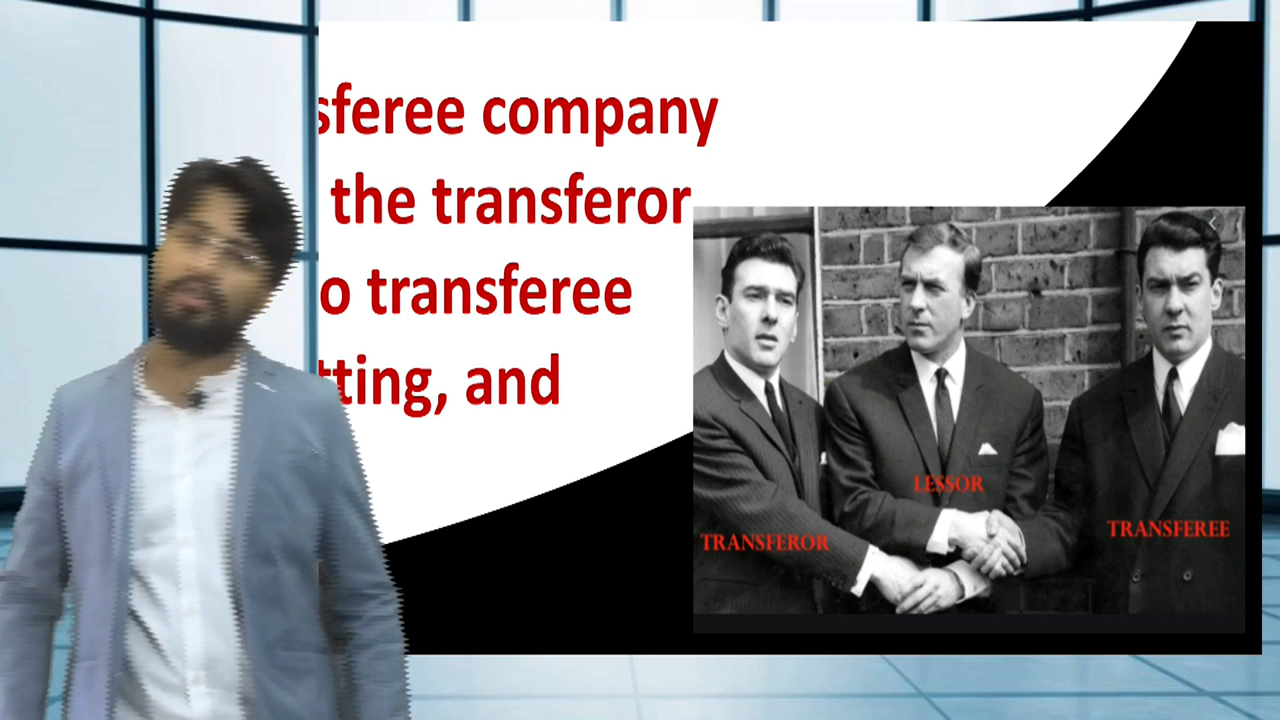 sferee company
the transferor
o transferee
tting, and
LESSOR
TRANSFEREE
TRANSFEROR